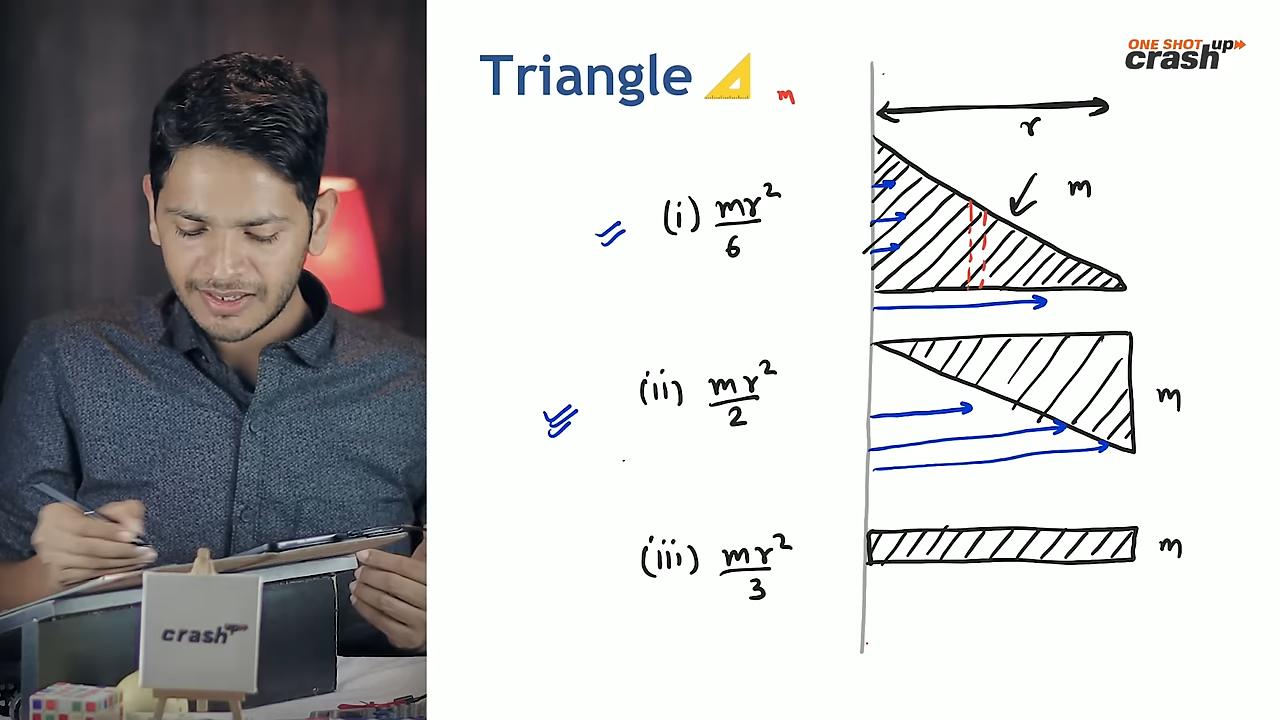 Triangle
m
ONE SHOT
crash up
r
m
(i) mr²/6
(ii) mr²/2
m
(iii) mr²/3
m
crash up